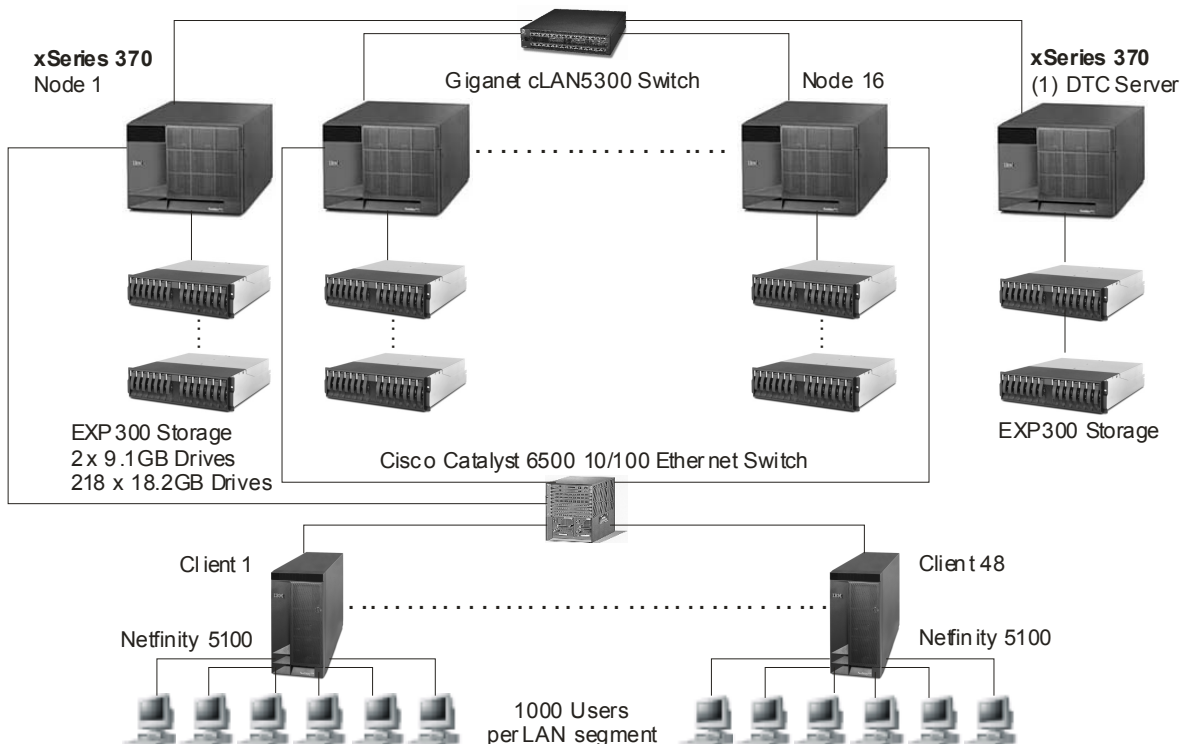 xSeries 370
Node 1
Giganet cLAN5300 Switch
Node 16
xSeries 370
(1) DTC Server
EXP300 Storage
2 x 9.1GB Drives
218 x 18.2GB Drives
EXP300 Storage
Cisco Catalyst 6500 10/100 Ethernet Switch
Client 1
Client 48
Netfinity 5100
Netfinity 5100
1000 Users
per LAN segment